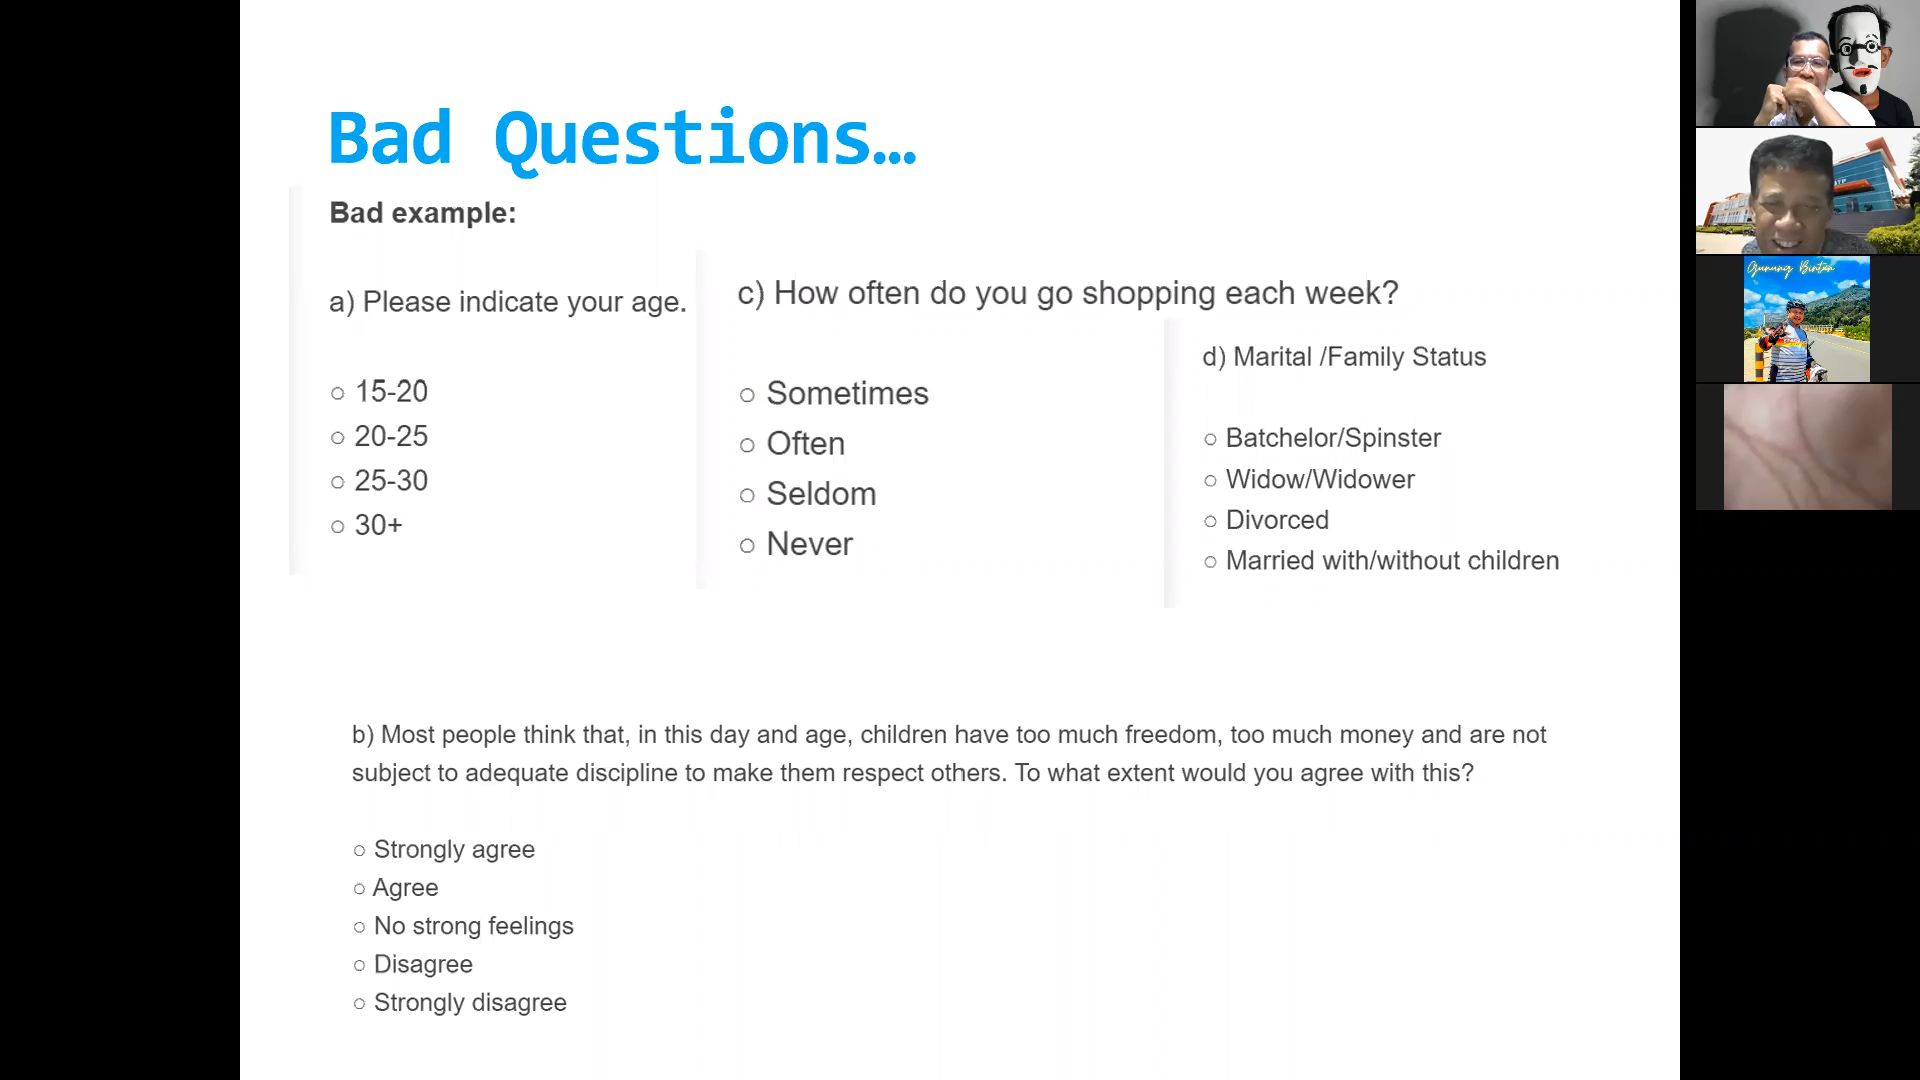 Bad Questions…
Bad example:
a) Please indicate your age.
○ 15-20
○ 20-25
○ 25-30
○ 30+
c) How often do you go shopping each week?
○ Sometimes
○ Often
○ Seldom
○ Never
d) Marital /Family Status
○ Batchelor/Spinster
○ Widow/Widower
○ Divorced
○ Married with/without children
b) Most people think that, in this day and age, children have too much freedom, too much money and are not
subject to adequate discipline to make them respect others. To what extent would you agree with this?
○ Strongly agree
○ Agree
○ No strong feelings
○ Disagree
○ Strongly disagree
Gunung Bintan